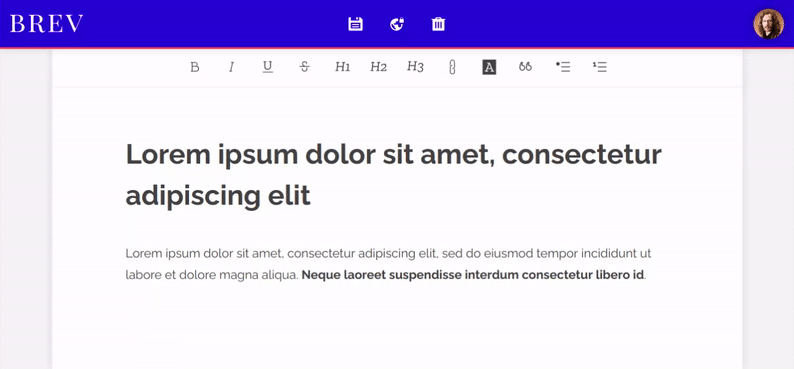 BREV
B I U S H1 H2 H3 A
Lorem ipsum dolor sit amet, consectetur
adipiscing elit
Lorem ipsum dolor sit amet, consectetur adipiscing elit, sed do eiusmod tempor incididunt ut
labore et dolore magna aliqua. Neque laoreet suspendisse interdum consectetur libero id.